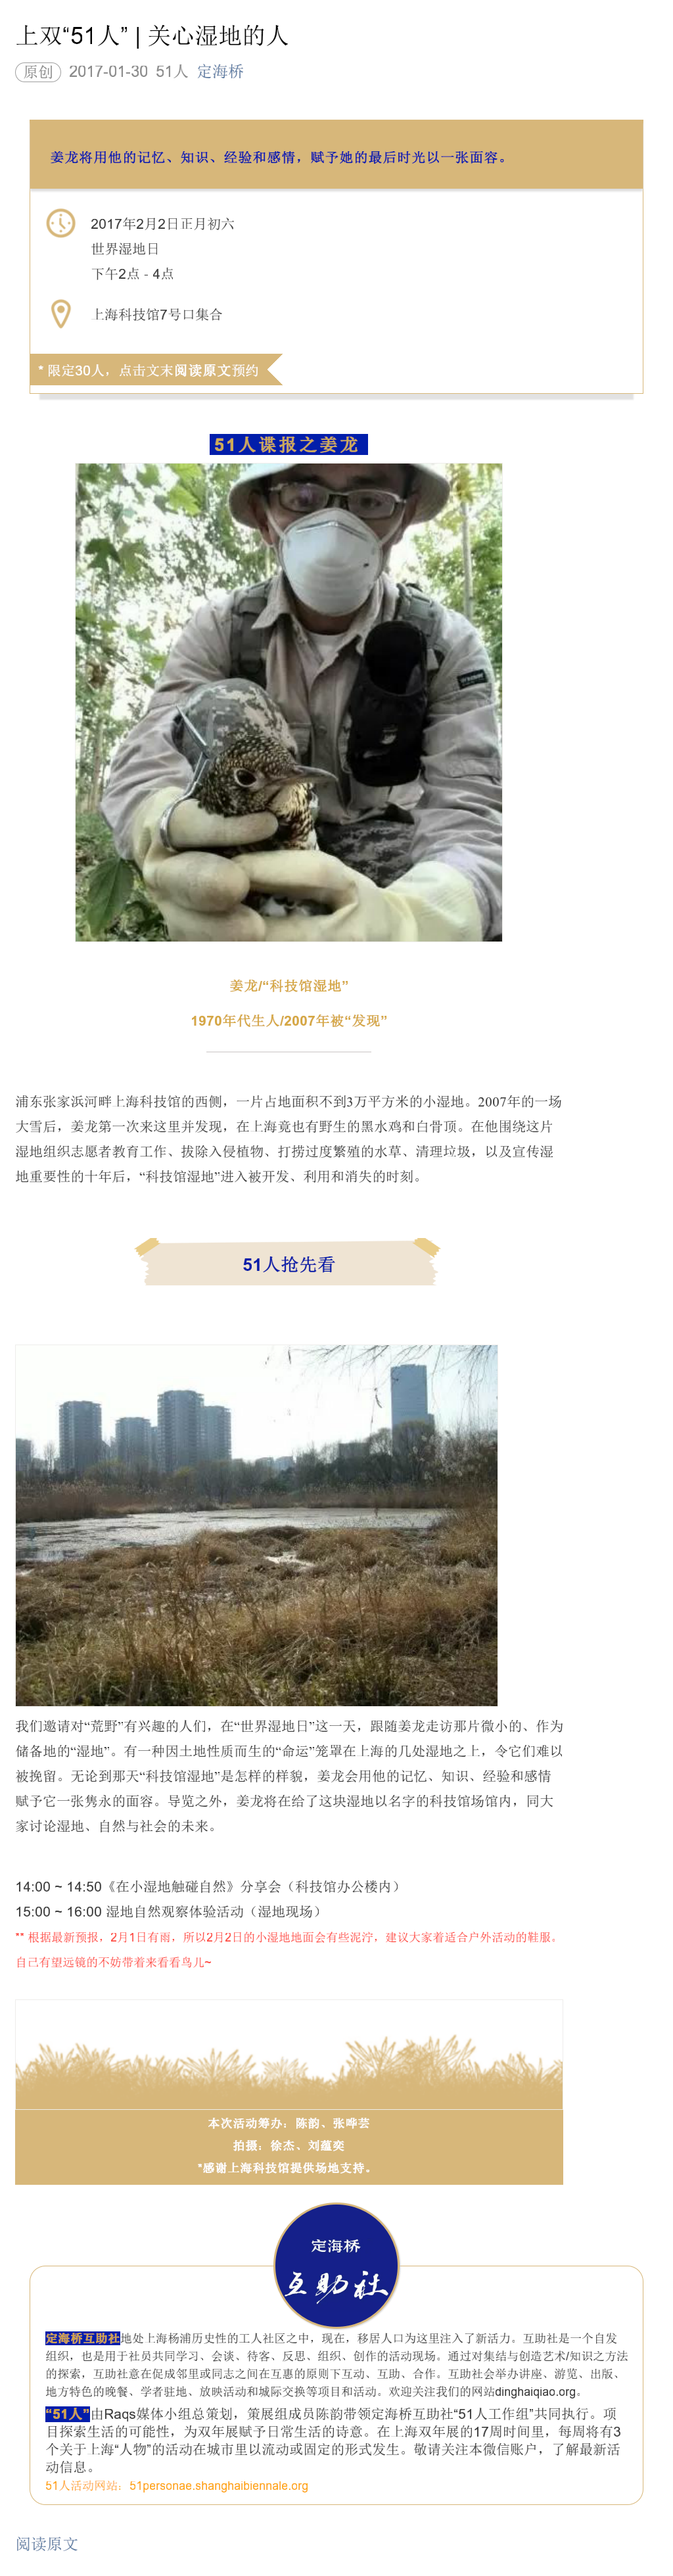 上双“51人” | 关心湿地的人
原创 2017-01-30 51人 定海桥
姜龙将用他的记忆、知识、经验和感情，赋予她的最后时光以一张面容。
2017年2月2日正月初六
世界湿地日
下午2点 - 4点
上海科技馆7号口集合
* 限定30人，点击文末阅读原文预约
51人谍报之姜龙
姜龙/“科技馆湿地”
1970年代生人/2007年被“发现”
浦东张家浜河畔上海科技馆的西侧，一片占地面积不到3万平方米的小湿地。2007年的一场
大雪后，姜龙第一次来这里并发现，在上海竟也有野生的黑水鸡和白骨顶。在他围绕这片
湿地组织志愿者教育工作、拔除入侵植物、打捞过度繁殖的水草、清理垃圾，以及宣传湿
地重要性的十年后，“科技馆湿地”进入被开发、利用和消失的时刻。
51人抢先看
我们邀请对“荒野”有兴趣的人们，在“世界湿地日”这一天，跟随姜龙走访那片微小的、作为
储备地的“湿地”。有一种因土地性质而生的“命运”笼罩在上海的几处湿地之上，令它们难以
被挽留。无论到那天“科技馆湿地”是怎样的样貌，姜龙会用他的记忆、知识、经验和感情
赋予它一张隽永的面容。导览之外，姜龙将在给了这块湿地以名字的科技馆场馆内，同大
家讨论湿地、自然与社会的未来。
14:00 ~ 14:50《在小湿地触碰自然》分享会（科技馆办公楼内）
15:00 ~ 16:00 湿地自然观察体验活动（湿地现场）
** 根据最新预报，2月1日有雨，所以2月2日的小湿地地面会有些泥泞，建议大家着适合户外活动的鞋服。
自己有望远镜的不妨带着来看看鸟儿~
本次活动筹办：陈韵、张晔芸
拍摄：徐杰、刘蕴奕
*感谢上海科技馆提供场地支持。
定海桥
互助社
定海桥互助社地处上海杨浦历史性的工人社区之中，现在，移居人口为这里注入了新活力。互助社是一个自发
组织，也是用于社员共同学习、会谈、待客、反思、组织、创作的活动现场。通过对集结与创造艺术/知识之方法
的探索，互助社意在促成邻里或同志之间在互惠的原则下互动、互助、合作。互助社会举办讲座、游览、出版、
地方特色的晚餐、学者驻地、放映活动和城际交换等项目和活动。欢迎关注我们的网站dinghaiqiao.org。
“51人”由Raqs媒体小组总策划，策展组成员陈韵带领定海桥互助社“51人工作组”共同执行。项
目探索生活的可能性，为双年展赋予日常生活的诗意。在上海双年展的17周时间里，每周将有3
个关于上海“人物”的活动在城市里以流动或固定的形式发生。敬请关注本微信账户，了解最新活
动信息。
51人活动网站：51personae.shanghaibiennale.org
阅读原文